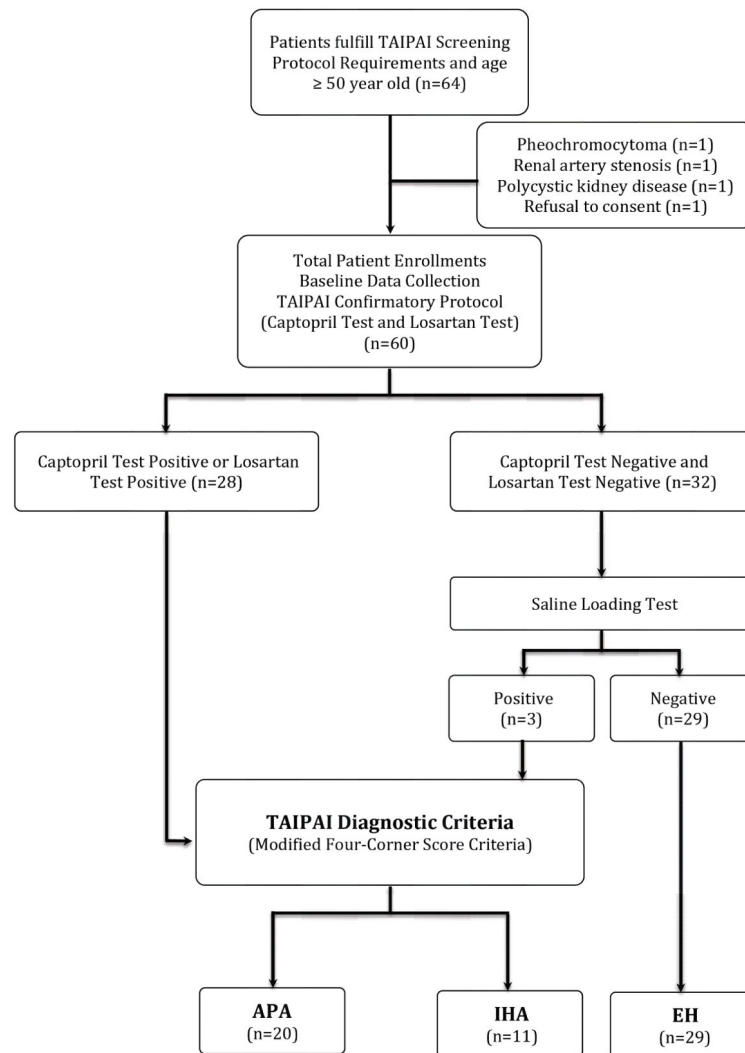 Patients fulfill TAIPAI Screening
Protocol Requirements and age
≥ 50 year old (n=64)
Pheochromocytoma (n=1)
Renal artery stenosis (n=1)
Polycystic kidney disease (n=1)
Refusal to consent (n=1)
Total Patient Enrollments
Baseline Data Collection
TAIPAI Confirmatory Protocol
(Captopril Test and Losartan Test)
(n=60)
Captopril Test Positive or Losartan
Test Positive (n=28)
Captopril Test Negative and
Losartan Test Negative (n=32)
Saline Loading Test
Positive
(n=3)
Negative
(n=29)
TAIPAI Diagnostic Criteria
(Modified Four-Corner Score Criteria)
APA
(n=20)
IHA
(n=11)
EH
(n=29)